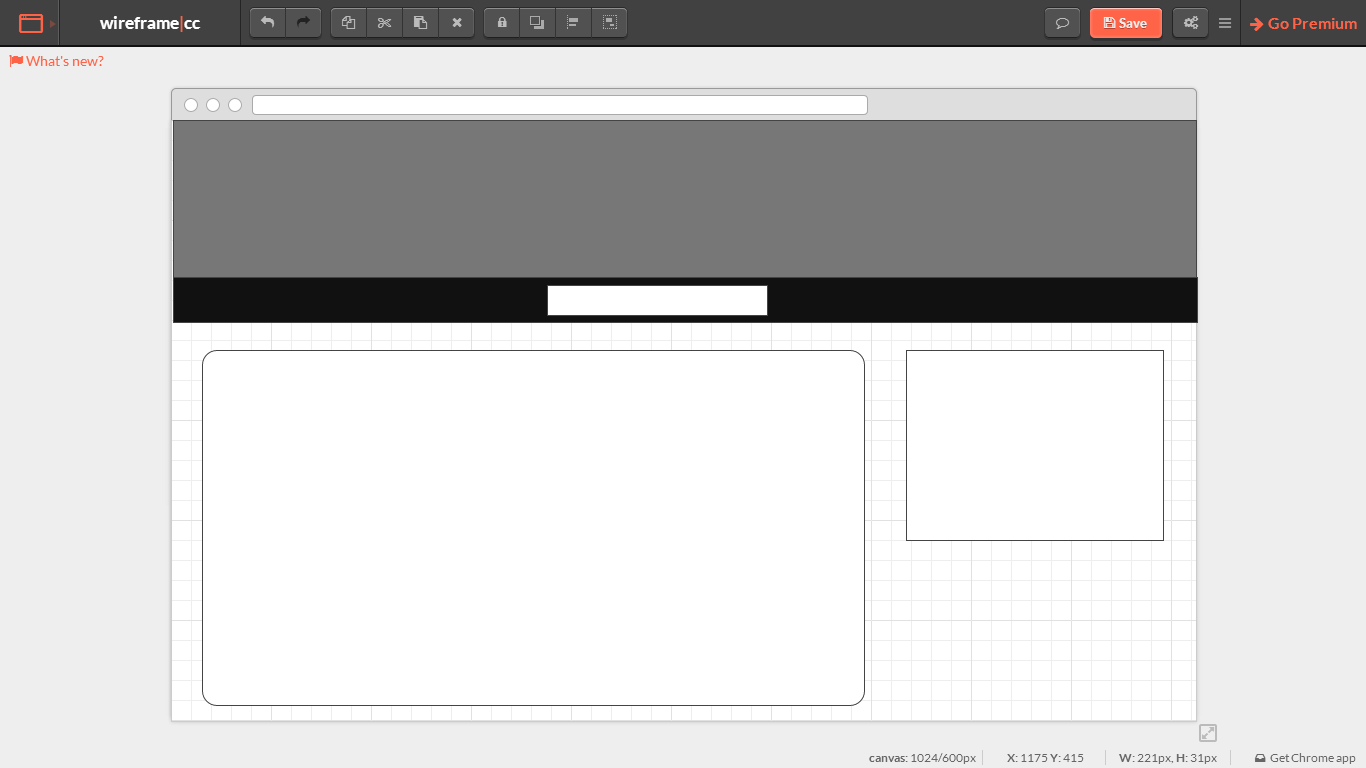 wireframe|cc
Save
Go Premium
What's new?
canvas: 1024/600px
X: 1175 Y: 415
W: 221px, H: 31px
Get Chrome app